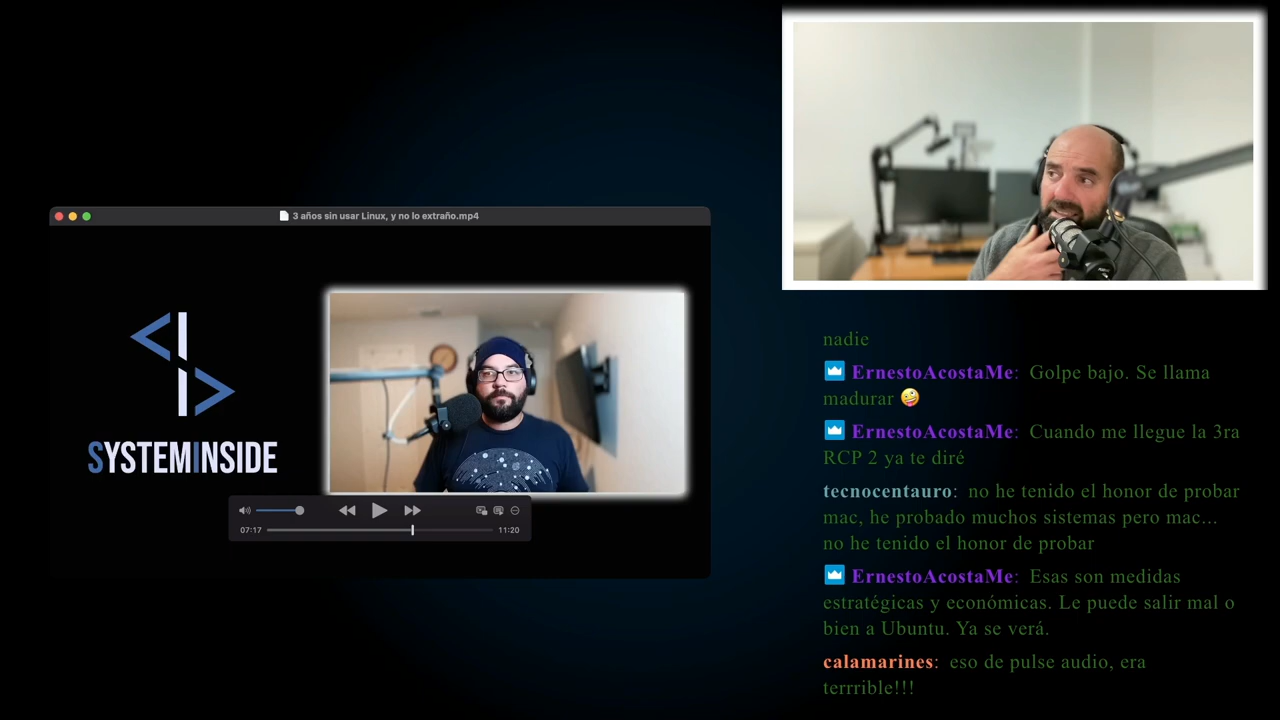 3 años sin usar Linux, y no lo extraño.mp4
SYSTEMINSIDE
07:17
11:20
nadie
ErnestoAcostaMe: Golpe bajo. Se llama
madurar 🤪
ErnestoAcostaMe: Cuando me llegue la 3ra
RCP 2 ya te diré
tecnocentauro: no he tenido el honor de probar
mac, he probado muchos sistemas pero mac...
no he tenido el honor de probar
ErnestoAcostaMe: Esas son medidas
estratégicas y económicas. Le puede salir mal o
bien a Ubuntu. Ya se verá.
calamarines: eso de pulse audio, era
terrrible!!!